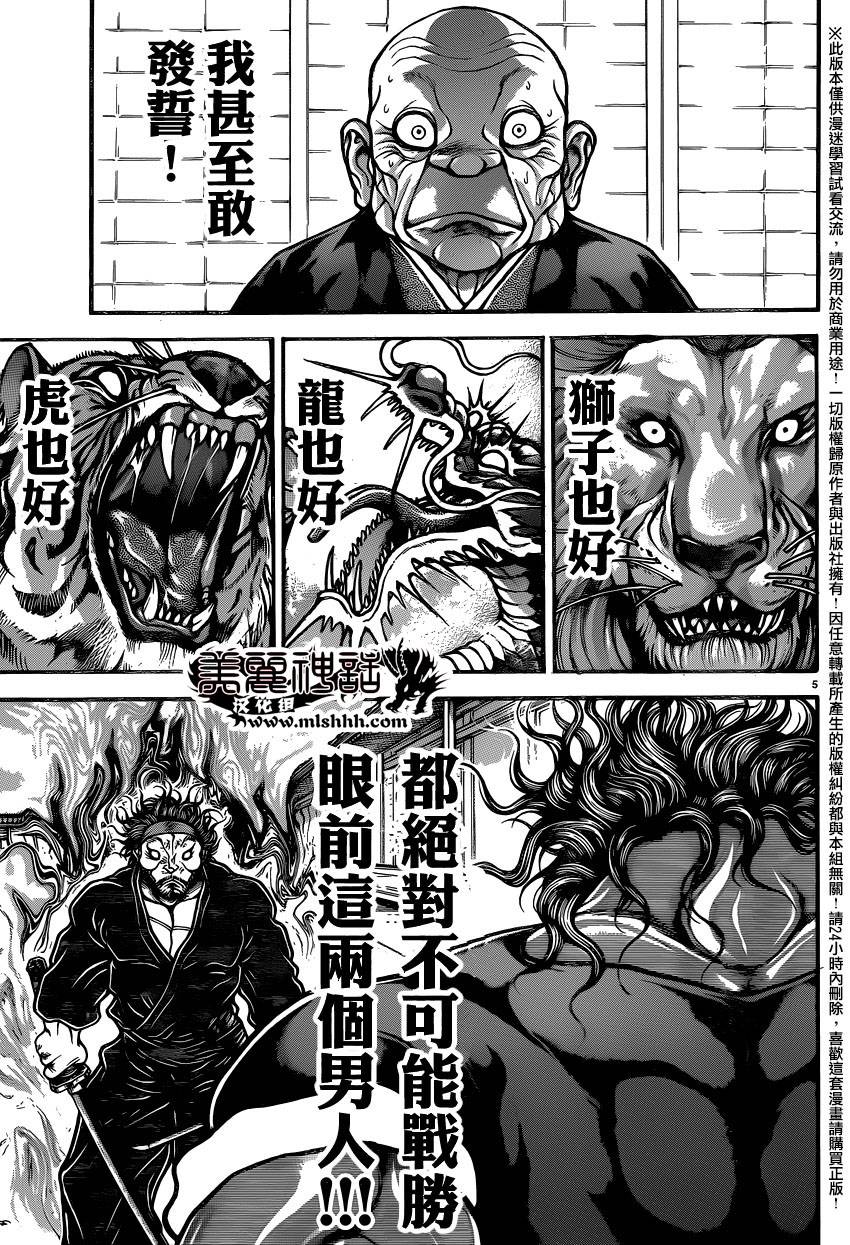 我甚至敢
發誓！
獅子也好
龍也好
虎也好
美麗神話
汉化组
www.mlshhh.com
5
都絕對不可能戰勝
眼前這兩個男人!!!
※此版本僅供漫迷學習試看交流，請勿用於商業用途！一切版權歸原作者與出版社擁有！因任意轉載所產生的版權糾紛都與本組無關！請24小時內刪除，喜歡這套漫畫請購買正版！